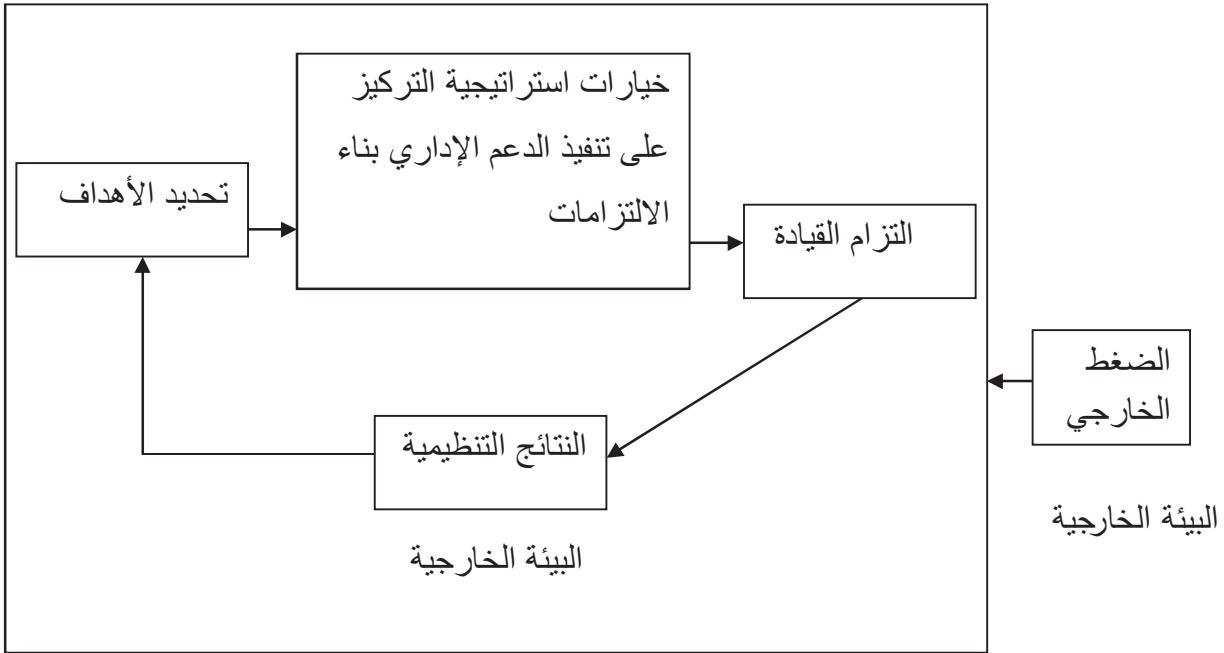 خيارات استراتيجية التركيز
على تنفيذ الدعم الإداري بناء
الالتزامات
تحديد الأهداف
التزام القيادة
الضغط
الخارجي
النتائج التنظيمية
البيئة الخارجية
البيئة الخارجية